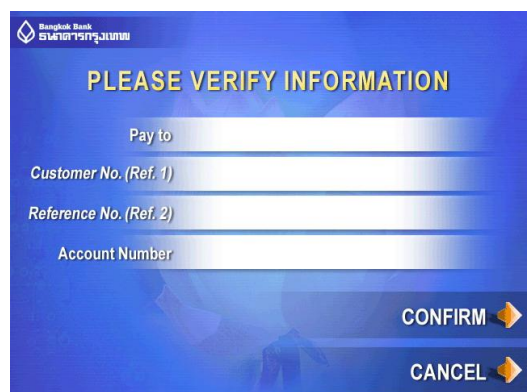 Bangkok Bank
ธนาคารกรุงเทพ
PLEASE VERIFY INFORMATION
Pay to
Customer No. (Ref. 1)
Reference No. (Ref. 2)
Account Number
CONFIRM
CANCEL